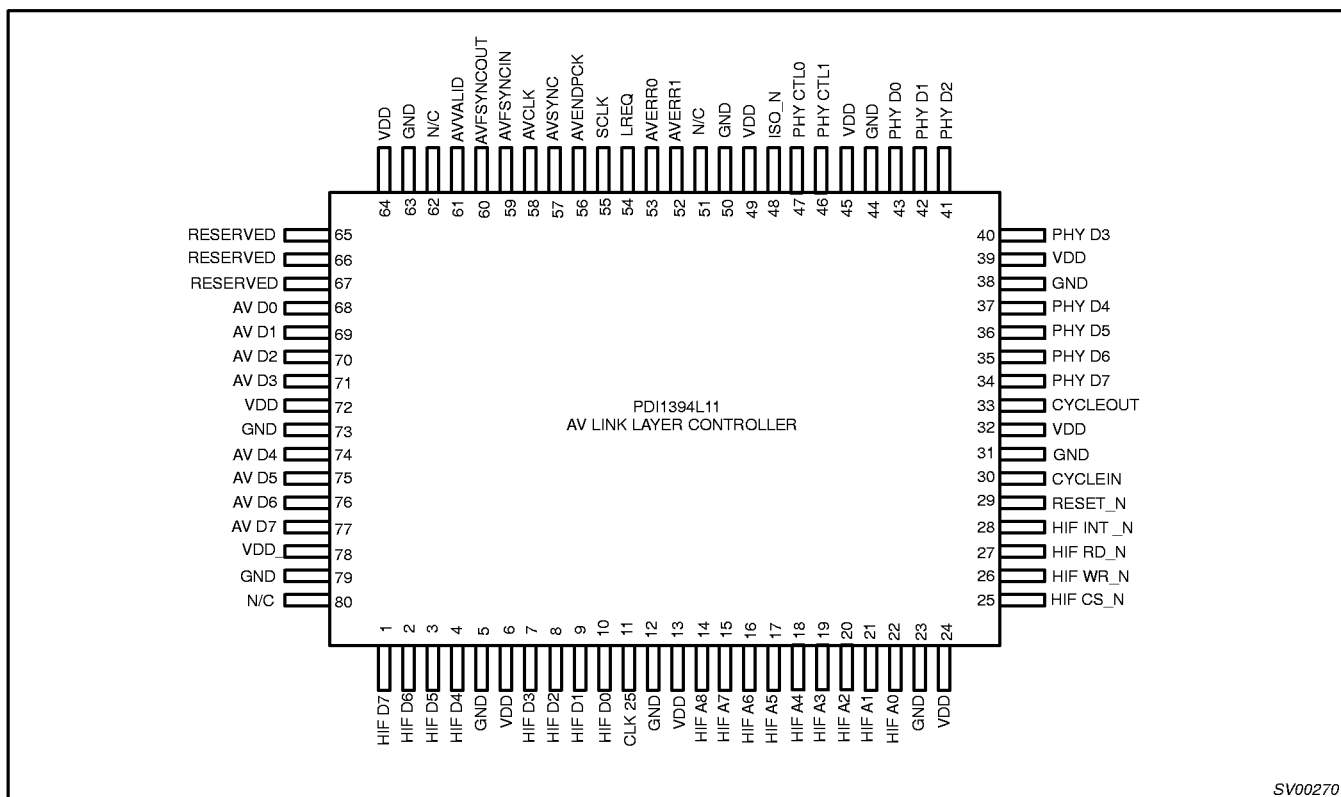 VDD
GND
N/C
AVVALID
AVFSYNCOUT
AVFSYNCIN
AVCLK
AVSYNC
AVENDPCK
SCLK
LREQ
AVERR0
AVERR1
N/C
GND
VDD
ISO_N
PHY CTL0
PHY CTL1
VDD
GND
PHY D0
PHY D1
PHY D2
64
63
62
61
60
59
58
57
56
55
54
53
52
51
50
49
48
47
46
45
44
43
42
41
RESERVED 65
RESERVED 66
RESERVED 67
AV D0 68
AV D1 69
AV D2 70
AV D3 71
VDD 72
GND 73
AV D4 74
AV D5 75
AV D6 76
AV D7 77
VDD_ 78
GND 79
N/C 80
PDI1394L11
AV LINK LAYER CONTROLLER
40 PHY D3
39 VDD
38 GND
37 PHY D4
36 PHY D5
35 PHY D6
34 PHY D7
33 CYCLEOUT
32 VDD
31 GND
30 CYCLEIN
29 RESET_N
28 HIF INT _N
27 HIF RD_N
26 HIF WR_N
25 HIF CS_N
1
2
3
4
5
6
7
8
9
10
11
12
13
14
15
16
17
18
19
20
21
22
23
24
HIF D7
HIF D6
HIF D5
HIF D4
GND
VDD
HIF D3
HIF D2
HIF D1
HIF D0
CLK 25
GND
VDD
HIF A8
HIF A7
HIF A6
HIF A5
HIF A4
HIF A3
HIF A2
HIF A1
HIF A0
GND
VDD
SV00270